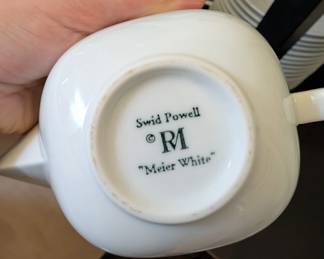 Swid Powell
© RM
"Meier White"